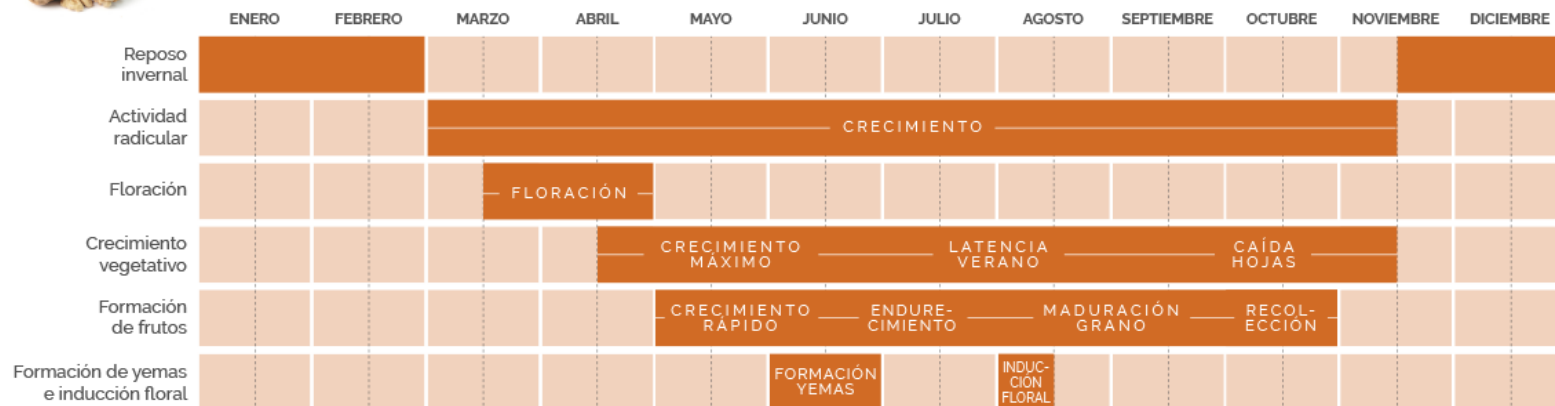 ENERO FEBRERO MARZO ABRIL MAYO JUNIO JULIO AGOSTO SEPTIEMBRE OCTUBRE NOVIEMBRE DICIEMBRE
Reposo
invernal
Actividad
radicular
CRECIMIENTO
Floración
FLORACIÓN
Crecimiento
vegetativo
CRECIMIENTO
MÁXIMO
LATENCIA
VERANO
CAÍDA
HOJAS
Formación
de frutos
CRECIMIENTO
RÁPIDO
ENDURE-
CIMIENTO
MADURACIÓN
GRANO
RECOL-
ECCIÓN
Formación de yemas
e inducción floral
FORMACIÓN
YEMAS
INDUC-
CIÓN
FLORAL